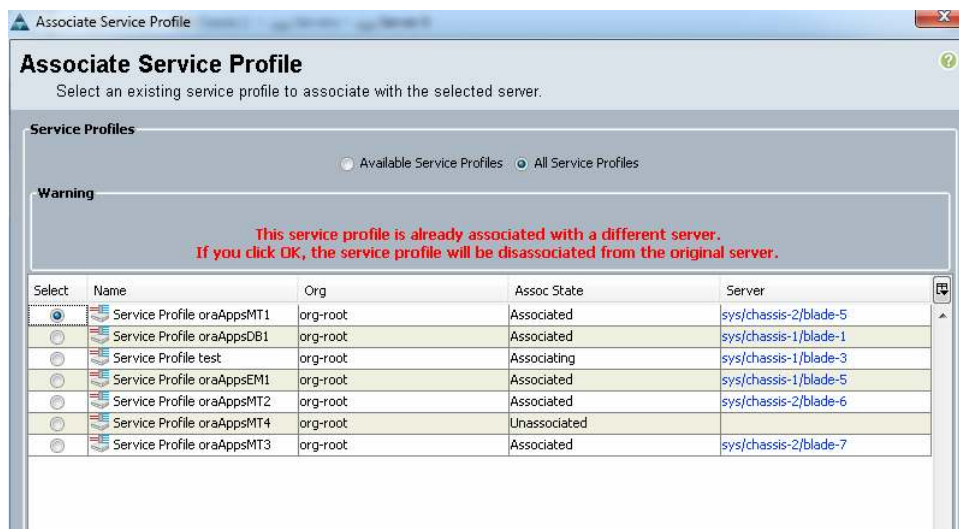 Associate Service Profile
Associate Service Profile
Select an existing service profile to associate with the selected server.
Service Profiles
Available Service Profiles All Service Profiles
Warning
This service profile is already associated with a different server.
If you click OK, the service profile will be disassociated from the original server.
Select Name Org Assoc State Server
Service Profile oraAppsMT1 org-root Associated sys/chassis-2/blade-5
Service Profile oraAppsDB1 org-root Associated sys/chassis-1/blade-1
Service Profile test org-root Associating sys/chassis-1/blade-3
Service Profile oraAppsEM1 org-root Associated sys/chassis-1/blade-5
Service Profile oraAppsMT2 org-root Associated sys/chassis-2/blade-6
Service Profile oraAppsMT4 org-root Unassociated
Service Profile oraAppsMT3 org-root Associated sys/chassis-2/blade-7